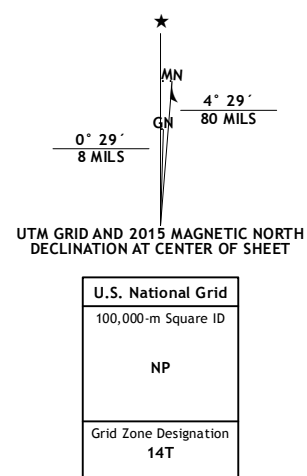 ★
MN
4° 29´
80 MILS
GN
0° 29´
8 MILS
UTM GRID AND 2015 MAGNETIC NORTH
DECLINATION AT CENTER OF SHEET
U.S. National Grid
100,000-m Square ID
NP
Grid Zone Designation
14T